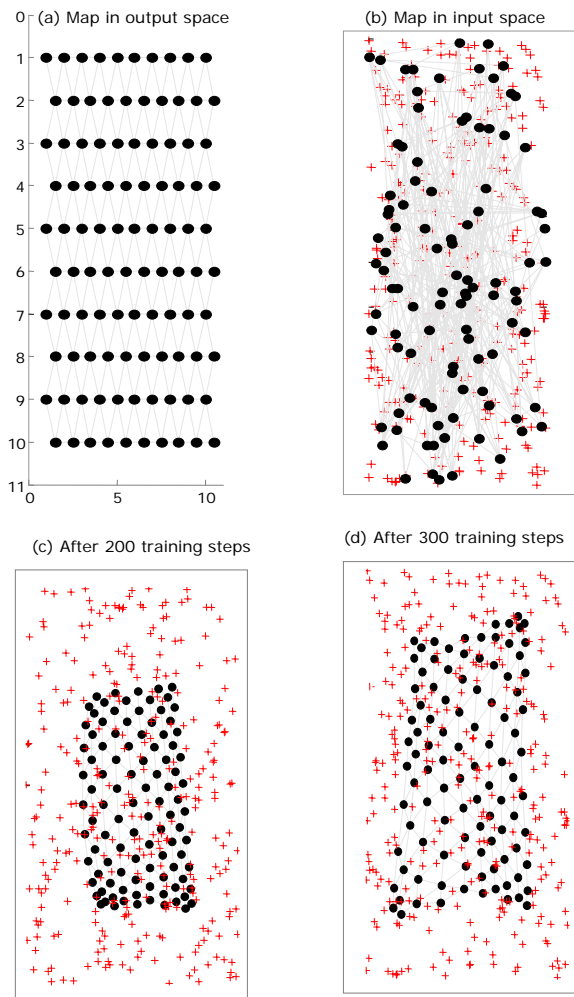 (a) Map in output space
0
1
2
3
4
5
6
7
8
9
10
11
0 5 10
(b) Map in input space
(c) After 200 training steps
(d) After 300 training steps